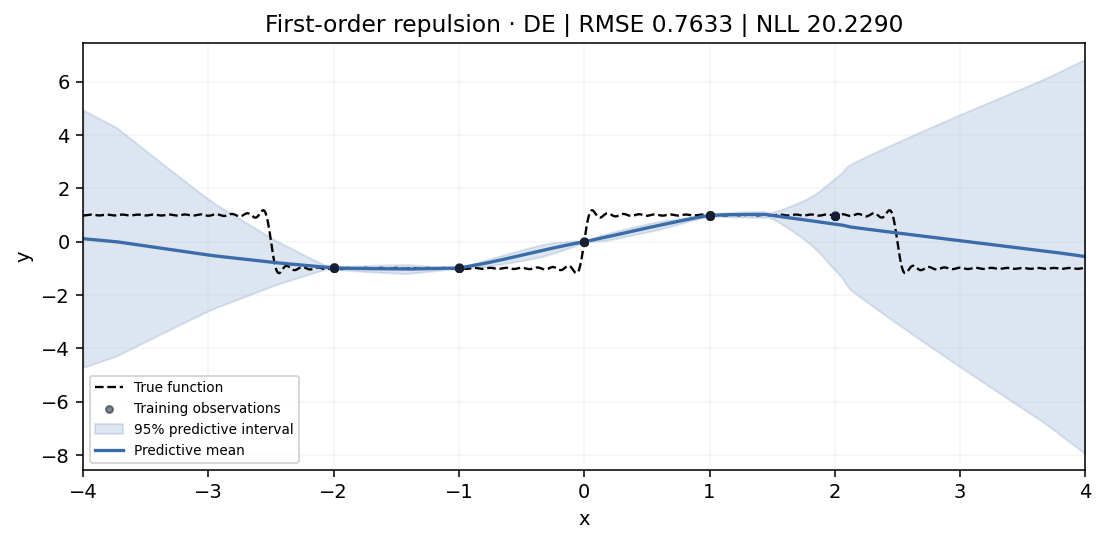 First-order repulsion · DE | RMSE 0.7633 | NLL 20.2290
6
4
2
0
−2
−4
−6
−8
y
True function
Training observations
95% predictive interval
Predictive mean
−4
−3
−2
−1
0
1
2
3
4
x